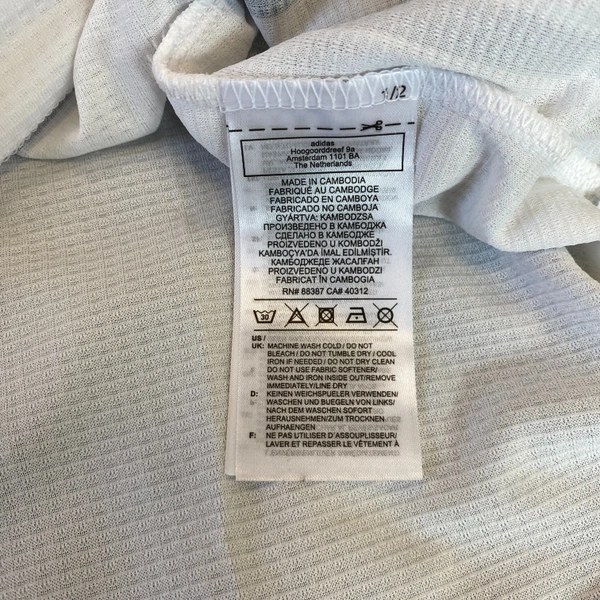 /12
adidas
Hoogoorddreef 9a
Amsterdam 1101 BA
The Netherlands
MADE IN CAMBODIA
FABRIQUÉ AU CAMBODGE
FABRICADO EN CAMBOYA
FABRICADO NO CAMBOJA
GYÁRTVA: KAMBODZSA
ПРОИЗВЕДЕНО В КАМБОДЖА
СДЕЛАНО В КАМБОДЖЕ
PROIZVEDENO U KOMBODŽI
KAMBOÇYA'DA İMAL EDİLMİŞTİR.
КАМБОДЖЕДЕ ЖАСАЛҒАН
PROIZVEDENO U KAMBODŽI
FABRICAT ÎN CAMBOGIA
RN# 88387 CA# 40312
30
US /
UK: MACHINE WASH COLD / DO NOT
BLEACH / DO NOT TUMBLE DRY / COOL
IRON IF NEEDED / DO NOT DRY CLEAN
DO NOT USE FABRIC SOFTENER/
WASH AND IRON INSIDE OUT/REMOVE
IMMEDIATELY/LINE DRY
D: KEINEN WEICHSPUELER VERWENDEN/
WASCHEN UND BUEGELN VON LINKS/
NACH DEM WASCHEN SOFORT
HERAUSNEHMEN/ZUM TROCKNEN
AUFHAENGEN
F: NE PAS UTILISER D'ASSOUPLISSEUR/
LAVER ET REPASSER LE VÊTEMENT À